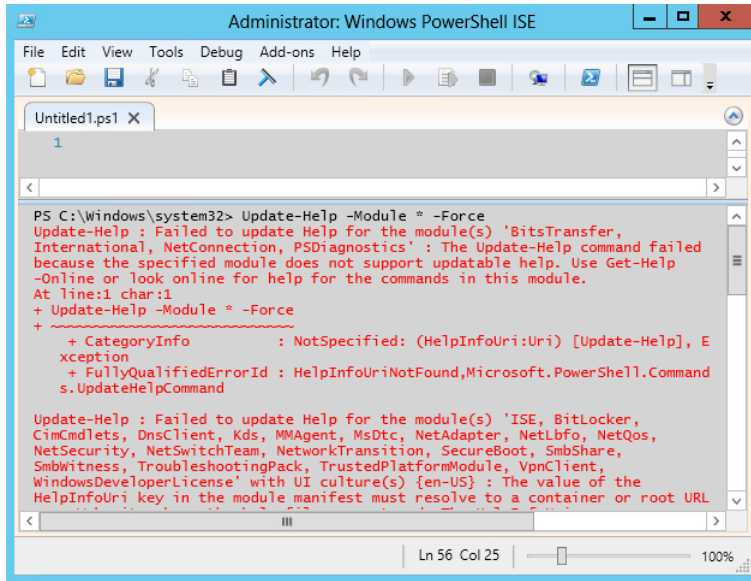 Administrator: Windows PowerShell ISE
File Edit View Tools Debug Add-ons Help
Untitled1.ps1
1
PS C:\Windows\system32> Update-Help -Module * -Force
Update-Help : Failed to update Help for the module(s) 'BitsTransfer,
International, NetConnection, PSDiagnostics' : The Update-Help command failed
because the specified module does not support updatable help. Use Get-Help
-Online or look online for help for the commands in this module.
At line:1 char:1
+ Update-Help -Module * -Force
+ ~~~~~~~~~~~~~~~~~~~~~~~~~~~~
+ CategoryInfo : NotSpecified: (HelpInfoUri:Uri) [Update-Help], E
xception
+ FullyQualifiedErrorId : HelpInfoUriNotFound,Microsoft.PowerShell.Command
s.UpdateHelpCommand
Update-Help : Failed to update Help for the module(s) 'ISE, BitLocker,
CimCmdlets, DnsClient, Kds, MMAgent, MsDtc, NetAdapter, NetLbfo, NetQos,
NetSecurity, NetSwitchTeam, NetworkTransition, SecureBoot, SmbShare,
SmbWitness, TroubleshootingPack, TrustedPlatformModule, VpnClient,
WindowsDeveloperLicense' with UI culture(s) {en-US} : The value of the
HelpInfoUri key in the module manifest must resolve to a container or root URL
Ln 56 Col 25
100%